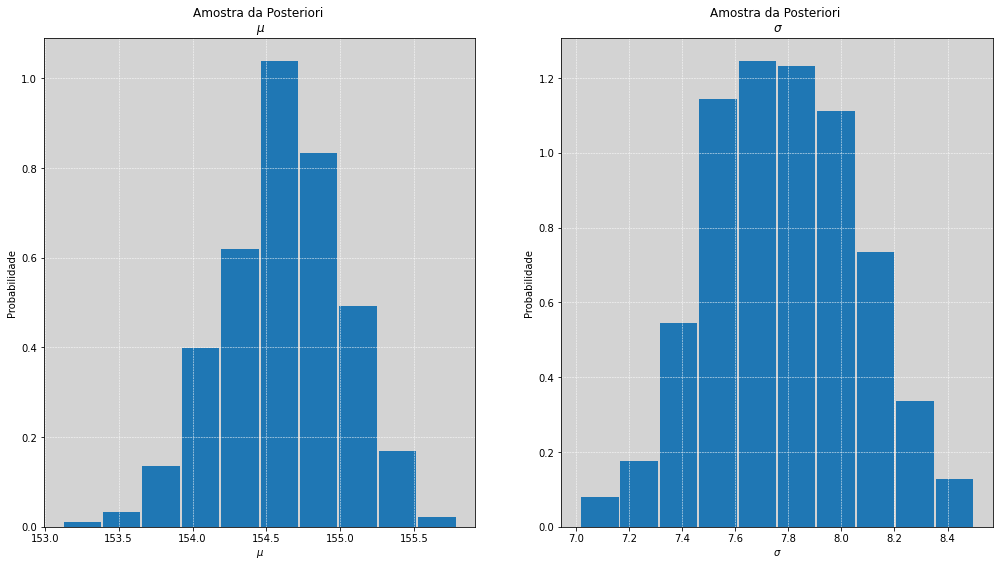 Amostra da Posteriori
μ
Probabilidade
1.0
0.8
0.6
0.4
0.2
0.0
153.0 153.5 154.0 154.5 155.0 155.5
μ
Amostra da Posteriori
σ
Probabilidade
1.2
1.0
0.8
0.6
0.4
0.2
0.0
7.0 7.2 7.4 7.6 7.8 8.0 8.2 8.4
σ